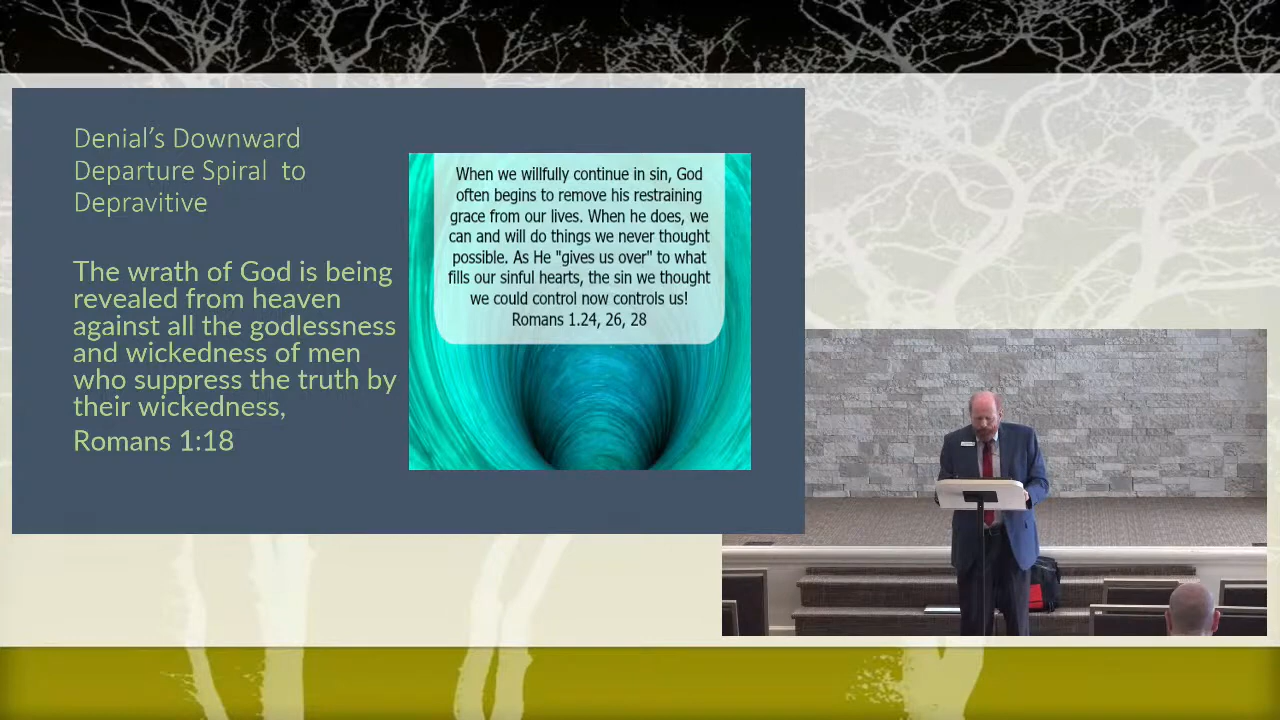 Denial's Downward
Departure Spiral to
Depravitive
The wrath of God is being
revealed from heaven
against all the godlessness
and wickedness of men
who suppress the truth by
their wickedness,
Romans 1:18
When we willfully continue in sin, God
often begins to remove his restraining
grace from our lives. When he does, we
can and will do things we never thought
possible. As He "gives us over" to what
fills our sinful hearts, the sin we thought
we could control now controls us!
Romans 1.24, 26, 28